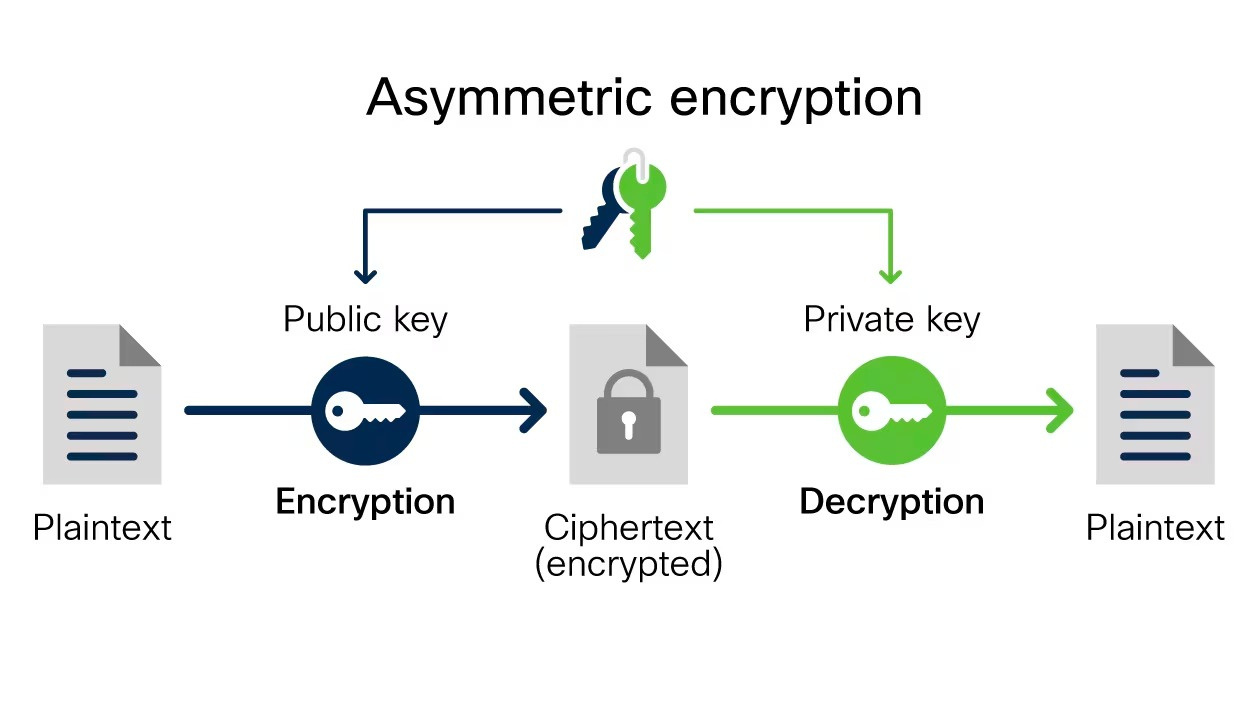 Asymmetric encryption
Public key
Private key
Encryption
Decryption
Plaintext
Ciphertext
(encrypted)
Plaintext